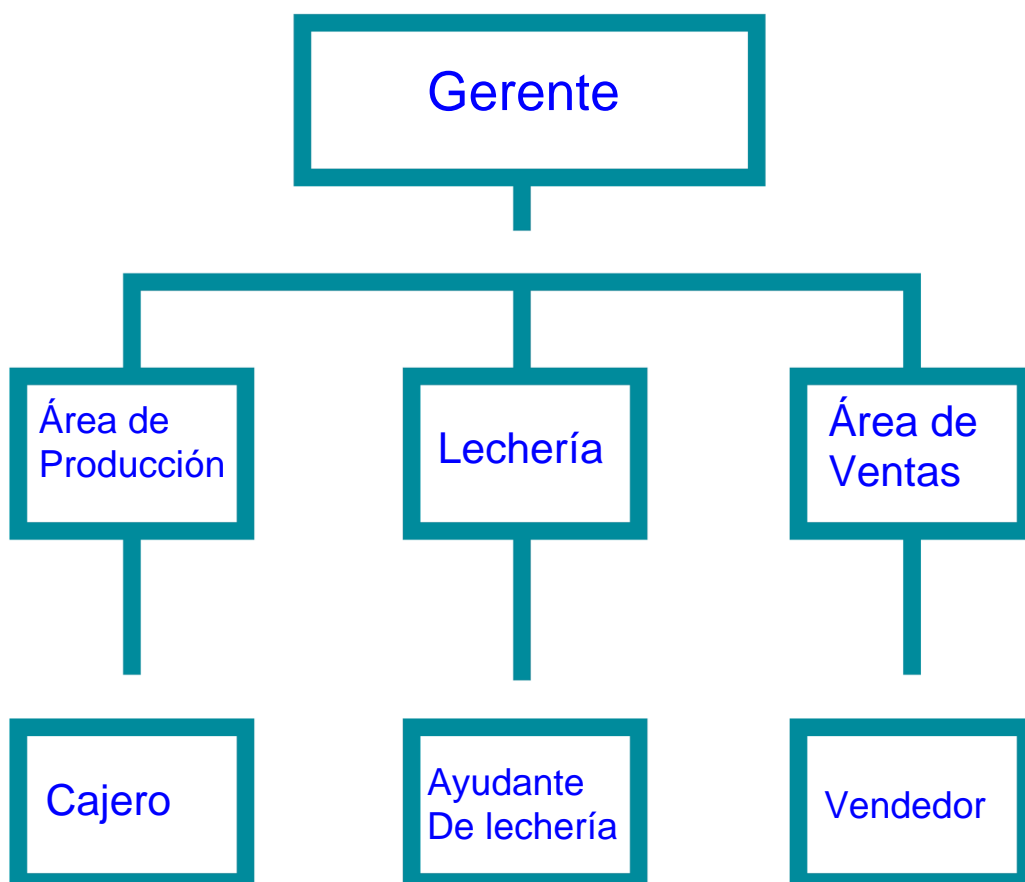 Gerente
Área de
Producción
Lechería
Área de
Ventas
Cajero
Ayudante
De lechería
Vendedor